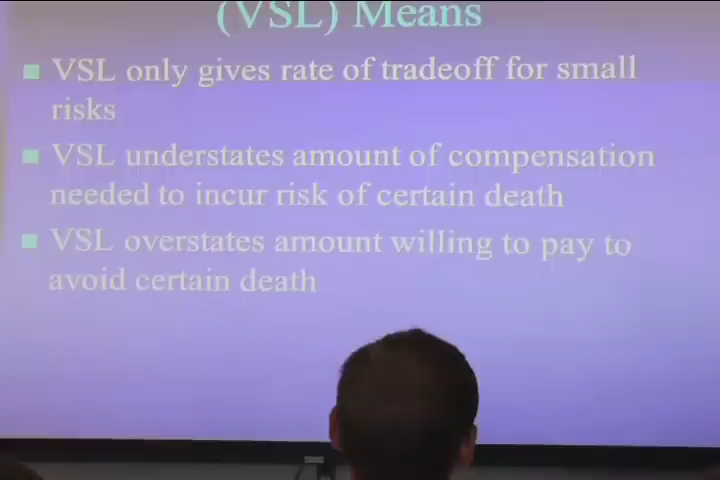 (VSL) Means
VSL only gives rate of tradeoff for small
risks
VSL understates amount of compensation
needed to incur risk of certain death
VSL overstates amount willing to pay to
avoid certain death